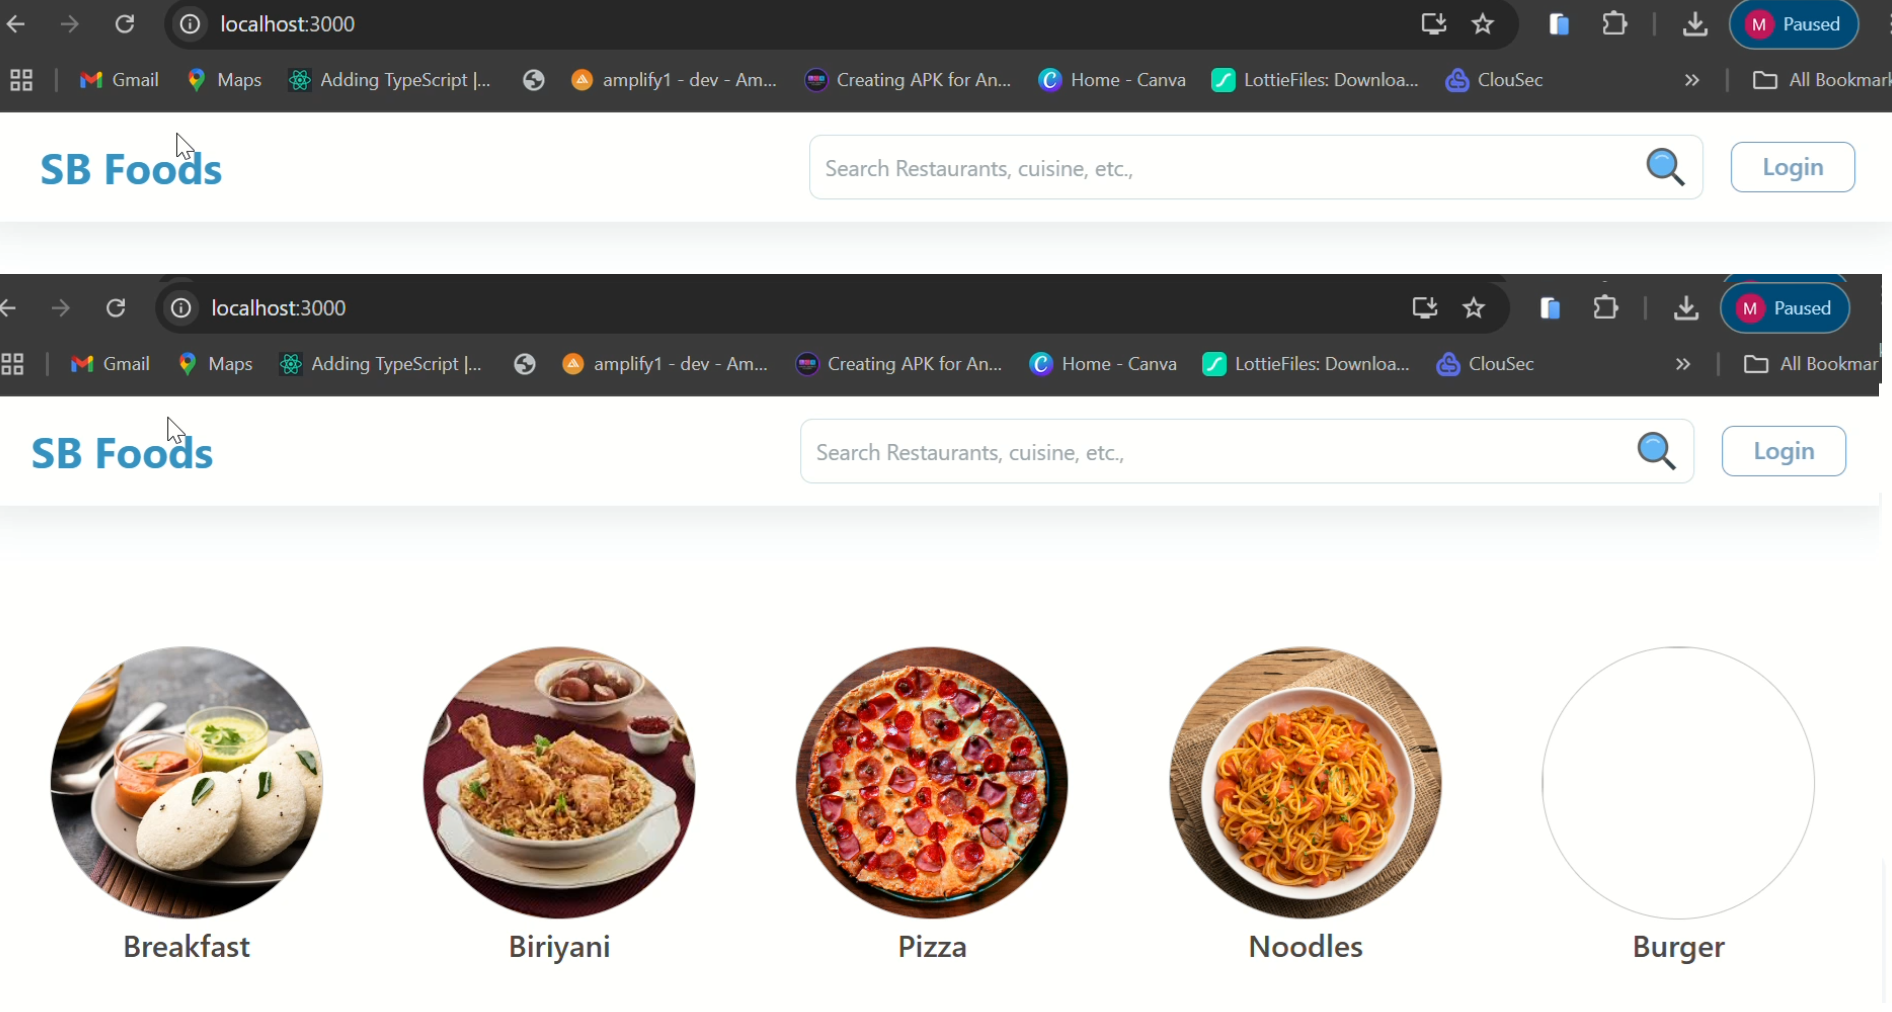 localhost:3000
M Paused
Gmail Maps Adding TypeScript |... amplify1 - dev - Am... Creating APK for An... Home - Canva LottieFiles: Downloa... ClouSec » All Bookmark
SB Foods Search Restaurants, cuisine, etc., Login
localhost:3000
M Paused
Gmail Maps Adding TypeScript |... amplify1 - dev - Am... Creating APK for An... Home - Canva LottieFiles: Downloa... ClouSec » All Bookmar
SB Foods Search Restaurants, cuisine, etc., Login
Breakfast Biriyani Pizza Noodles Burger